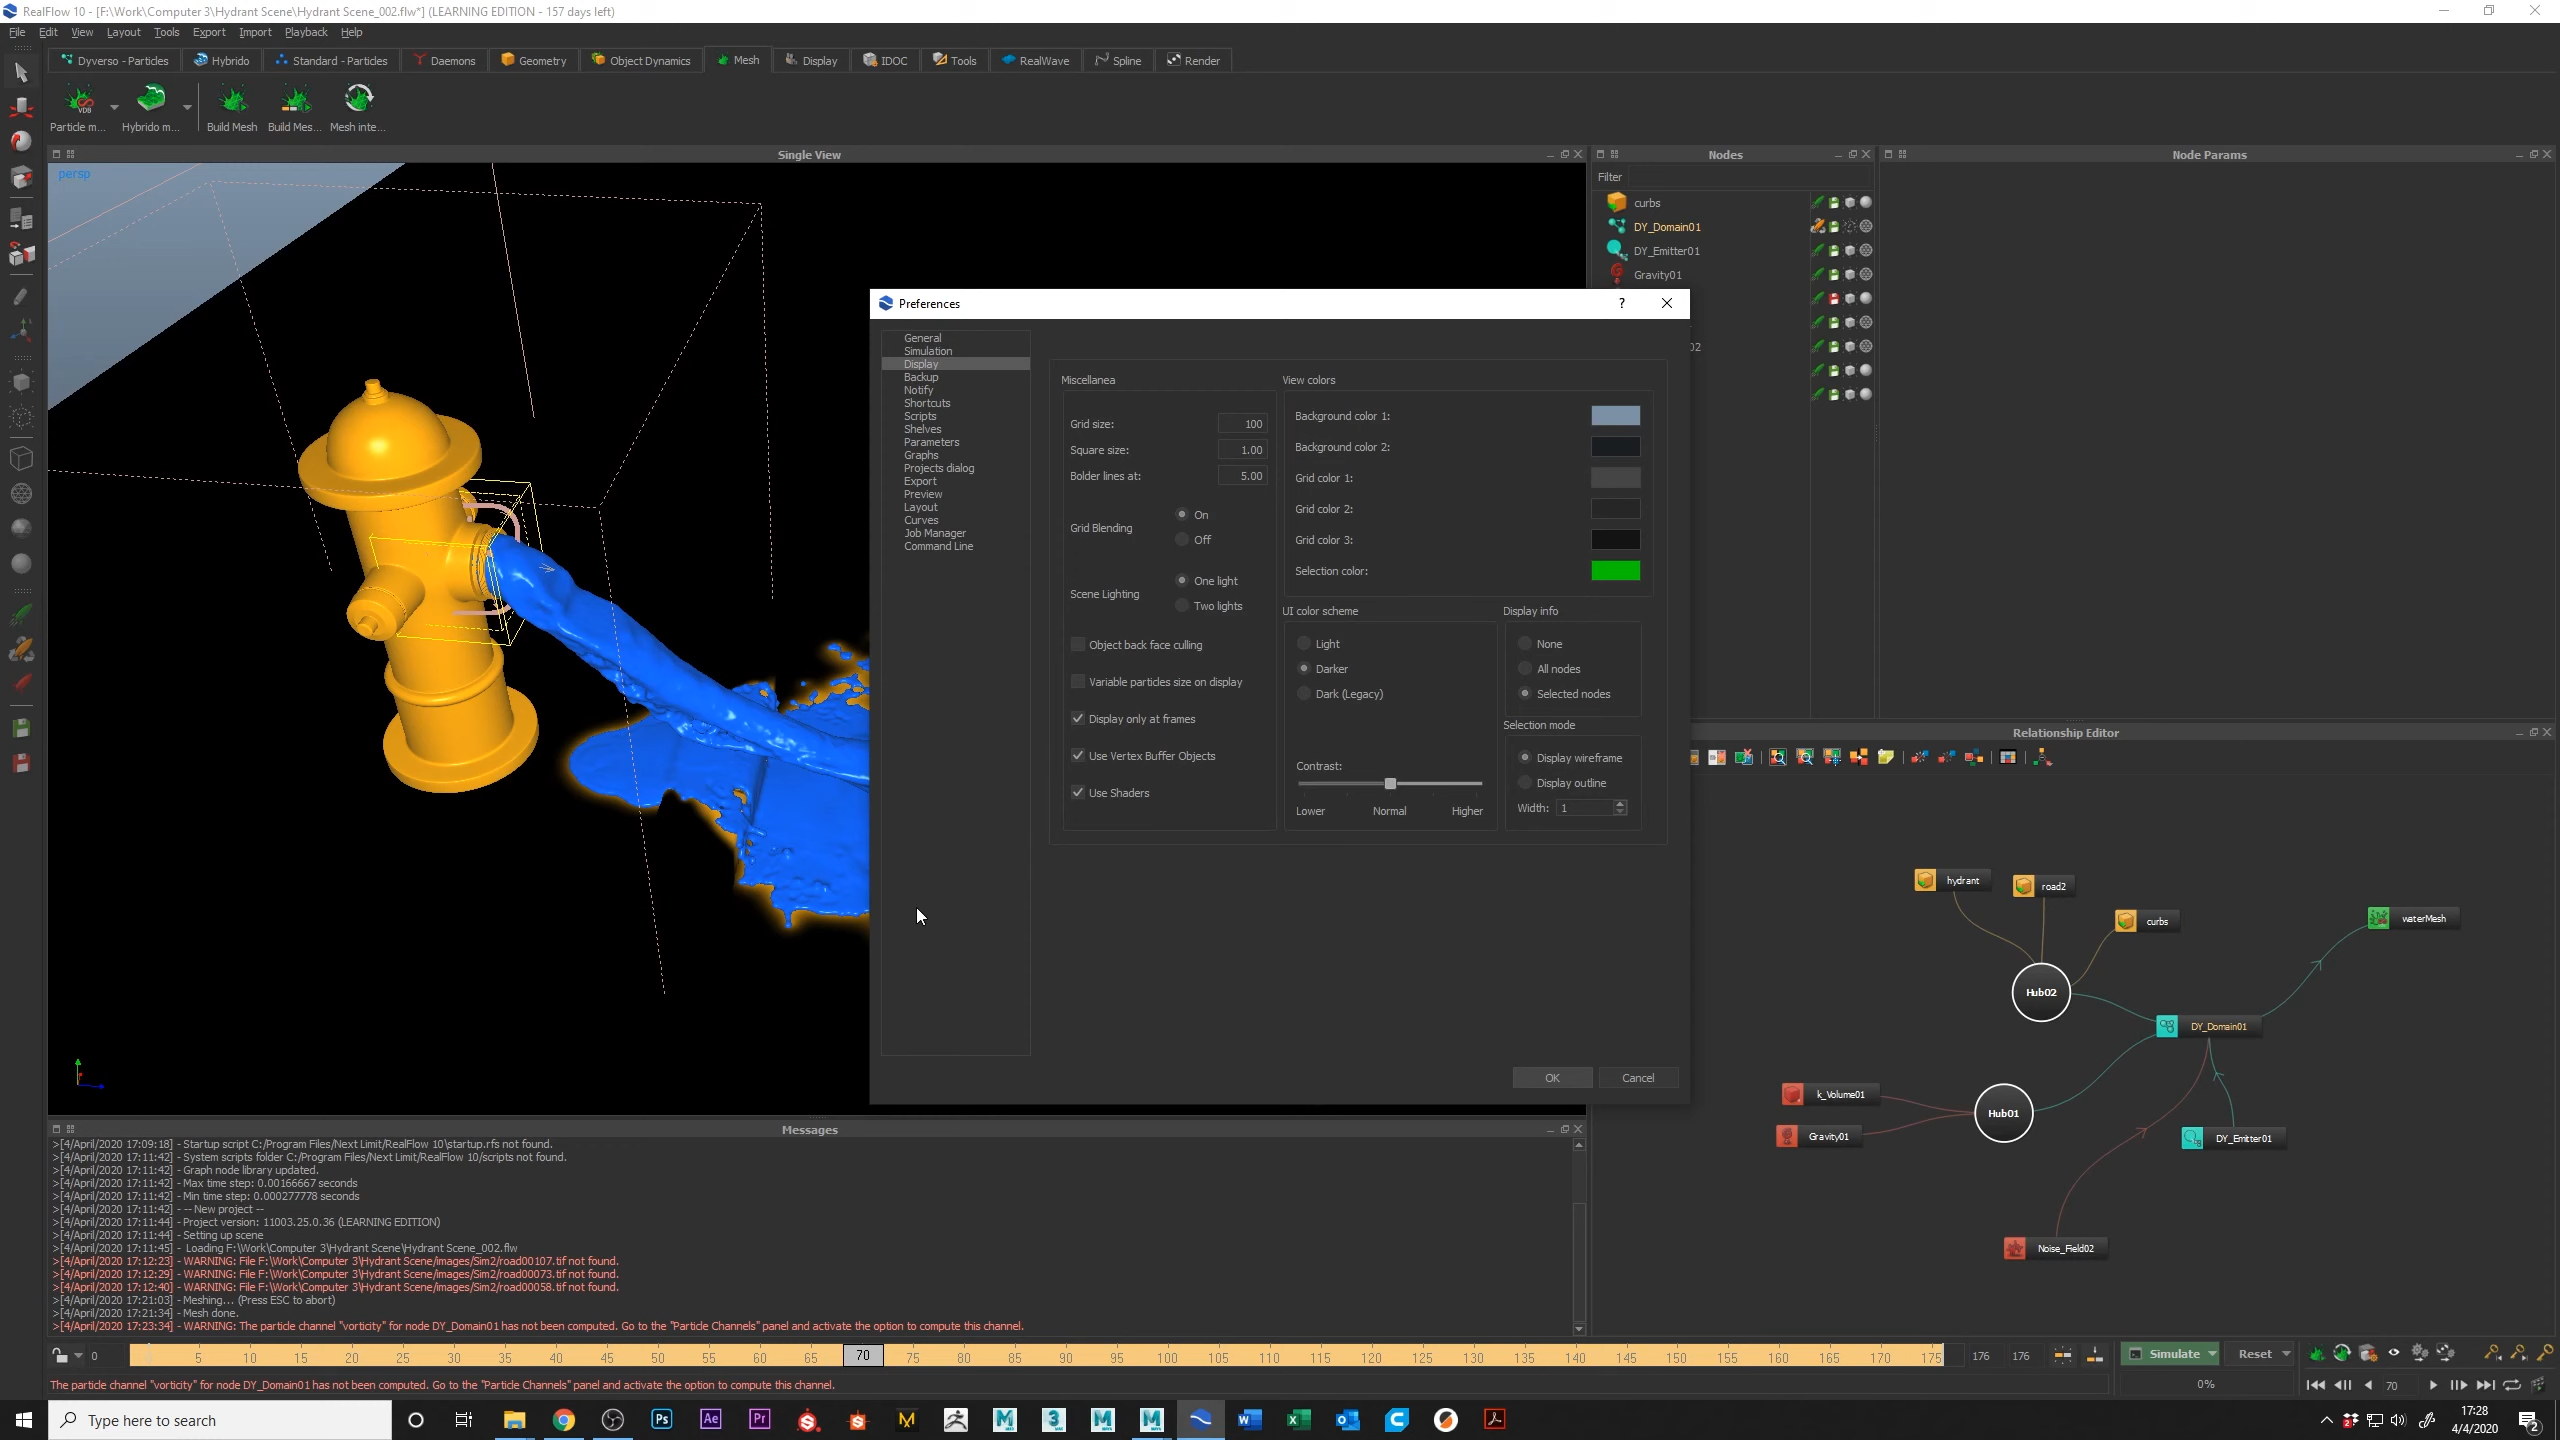 RealFlow 10 - [F:\Work\Computer 3\Hydrant Scene\Hydrant Scene_002.flw*] (LEARNING EDITION - 157 days left)
File Edit View Layout Tools Export Import Playback Help
Dyverso - Particles Hybrido Standard - Particles Daemons Geometry Object Dynamics Mesh Display IDOC Tools RealWave Spline Render
VDB
Particle m... Hybrido m... Build Mesh Build Mes... Mesh inte...
Single View
persp
Nodes
Filter
curbs
DY_Domain01
DY_Emitter01
Gravity01
02
Node Params
Preferences
?
General
Simulation
Display
Backup
Notify
Shortcuts
Scripts
Shelves
Parameters
Graphs
Projects dialog
Export
Preview
Layout
Curves
Job Manager
Command Line
Miscellanea
Grid size: 100
Square size: 1.00
Bolder lines at: 5.00
Grid Blending
On
Off
Scene Lighting
One light
Two lights
Object back face culling
Variable particles size on display
Display only at frames
Use Vertex Buffer Objects
Use Shaders
View colors
Background color 1:
Background color 2:
Grid color 1:
Grid color 2:
Grid color 3:
Selection color:
UI color scheme
Light
Darker
Dark (Legacy)
Contrast:
Lower Normal Higher
Display info
None
All nodes
Selected nodes
Selection mode
Display wireframe
Display outline
Width: 1
OK Cancel
Relationship Editor
hydrant
road2
curbs
waterMesh
Hub02
DY_Domain01
k_Volume01
Hub01
Gravity01
DY_Emitter01
Noise_Field02
Messages
>[4/April/2020 17:09:18] - Startup script C:/Program Files/Next Limit/RealFlow 10\startup.rfs not found.
>[4/April/2020 17:11:42] - System scripts folder C:/Program Files/Next Limit/RealFlow 10/scripts not found.
>[4/April/2020 17:11:42] - Graph node library updated.
>[4/April/2020 17:11:42] - Max time step: 0.00166667 seconds
>[4/April/2020 17:11:42] - Min time step: 0.000277778 seconds
>[4/April/2020 17:11:42] - -- New project --
>[4/April/2020 17:11:44] - Project version: 11003.25.0.36 (LEARNING EDITION)
>[4/April/2020 17:11:44] - Setting up scene
>[4/April/2020 17:11:45] - Loading F:\Work\Computer 3\Hydrant Scene\Hydrant Scene_002.flw
>[4/April/2020 17:12:23] - WARNING: File F:\Work\Computer 3\Hydrant Scene/images/Sim2/road00107.tif not found.
>[4/April/2020 17:12:29] - WARNING: File F:\Work\Computer 3\Hydrant Scene/images/Sim2/road00073.tif not found.
>[4/April/2020 17:12:40] - WARNING: File F:\Work\Computer 3\Hydrant Scene/images/Sim2/road00058.tif not found.
>[4/April/2020 17:21:03] - Meshing... (Press ESC to abort)
>[4/April/2020 17:21:34] - Mesh done.
>[4/April/2020 17:23:34] - WARNING: The particle channel "vorticity" for node DY_Domain01 has not been computed. Go to the "Particle Channels" panel and activate the option to compute this channel.
0 5 10 15 20 25 30 35 40 45 50 55 60 65 70 75 80 85 90 95 100 105 110 115 120 125 130 135 140 145 150 155 160 165 170 175 176 176
Simulate Reset
The particle channel "vorticity" for node DY_Domain01 has not been computed. Go to the "Particle Channels" panel and activate the option to compute this channel.
0%
70
Type here to search
Ps Ae Pr
17:28
4/4/2020
2